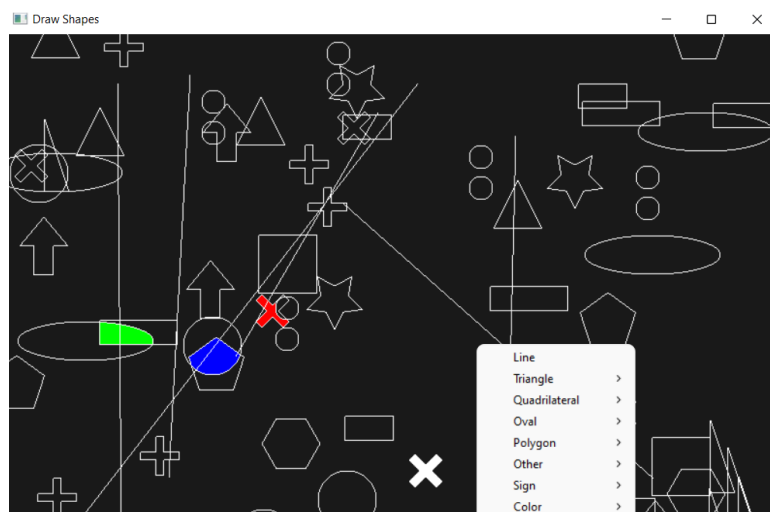 Draw Shapes
Line
Triangle
Quadrilateral
Oval
Polygon
Other
Sign
Color